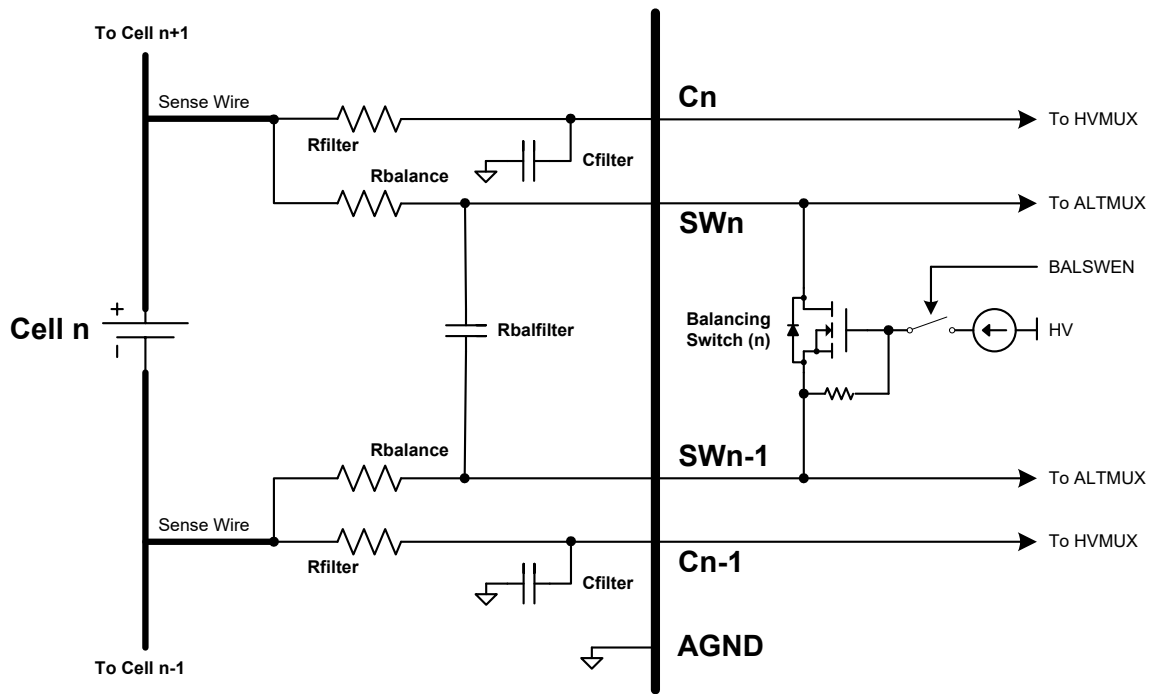 To Cell n+1
Sense Wire
Cn
To HVMUX
Rfilter
Cfilter
Rbalance
To ALTMUX
SWn
BALSWEN
+
Cell n
Rbalfilter
Balancing
Switch (n)
HV
Rbalance
SWn-1
To ALTMUX
Sense Wire
To HVMUX
Cn-1
Rfilter
Cfilter
AGND
To Cell n-1